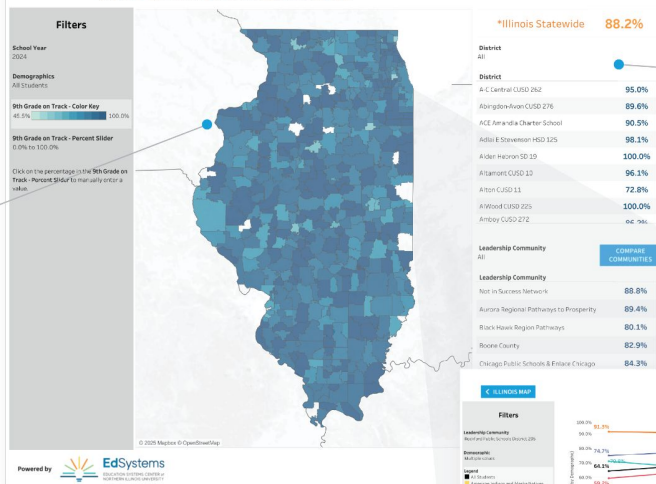 Filters
School Year
2024
Demographics
All Students
9th Grade on Track - Color Key
100.0%
9th Grade on Track - Percent Slider
0.0% to 100.0%
Click on the percentage in the 9th Grade on
Track - Percent Slider to manually enter a
value.
© 2025 Mapbox © OpenStreetMap
Powered by
EdSystems
EDUCATION SYSTEMS CENTER at
NORTHERN ILLINOIS UNIVERSITY
*Illinois Statewide 88.2%
District
All
District
A-C Central CUSD 262 95.0%
Abingdon-Avon CUSD 276 89.6%
ACE Amandla Charter School 90.5%
Adlai E Stevenson HSD 125 98.1%
Alden Hebron SD 19 100.0%
Altamont CUSD 10 96.1%
Alton CUSD 11 72.8%
AlWood CUSD 225 100.0%
Amboy CUSD 272
Leadership Community
All
COMPARE
COMMUNITIES
Leadership Community
Not in Success Network 88.8%
Aurora Regional Pathways to Prosperity 89.4%
Black Hawk Region Pathways 80.1%
Boone County 82.9%
Chicago Public Schools & Enlace Chicago 84.3%
< ILLINOIS MAP
Filters
Leadership Community
Demographic
Legend
All Students
100.0%
90.0%
91.3%
80.0%
74.7%
70.0%
64.1%
60.0%